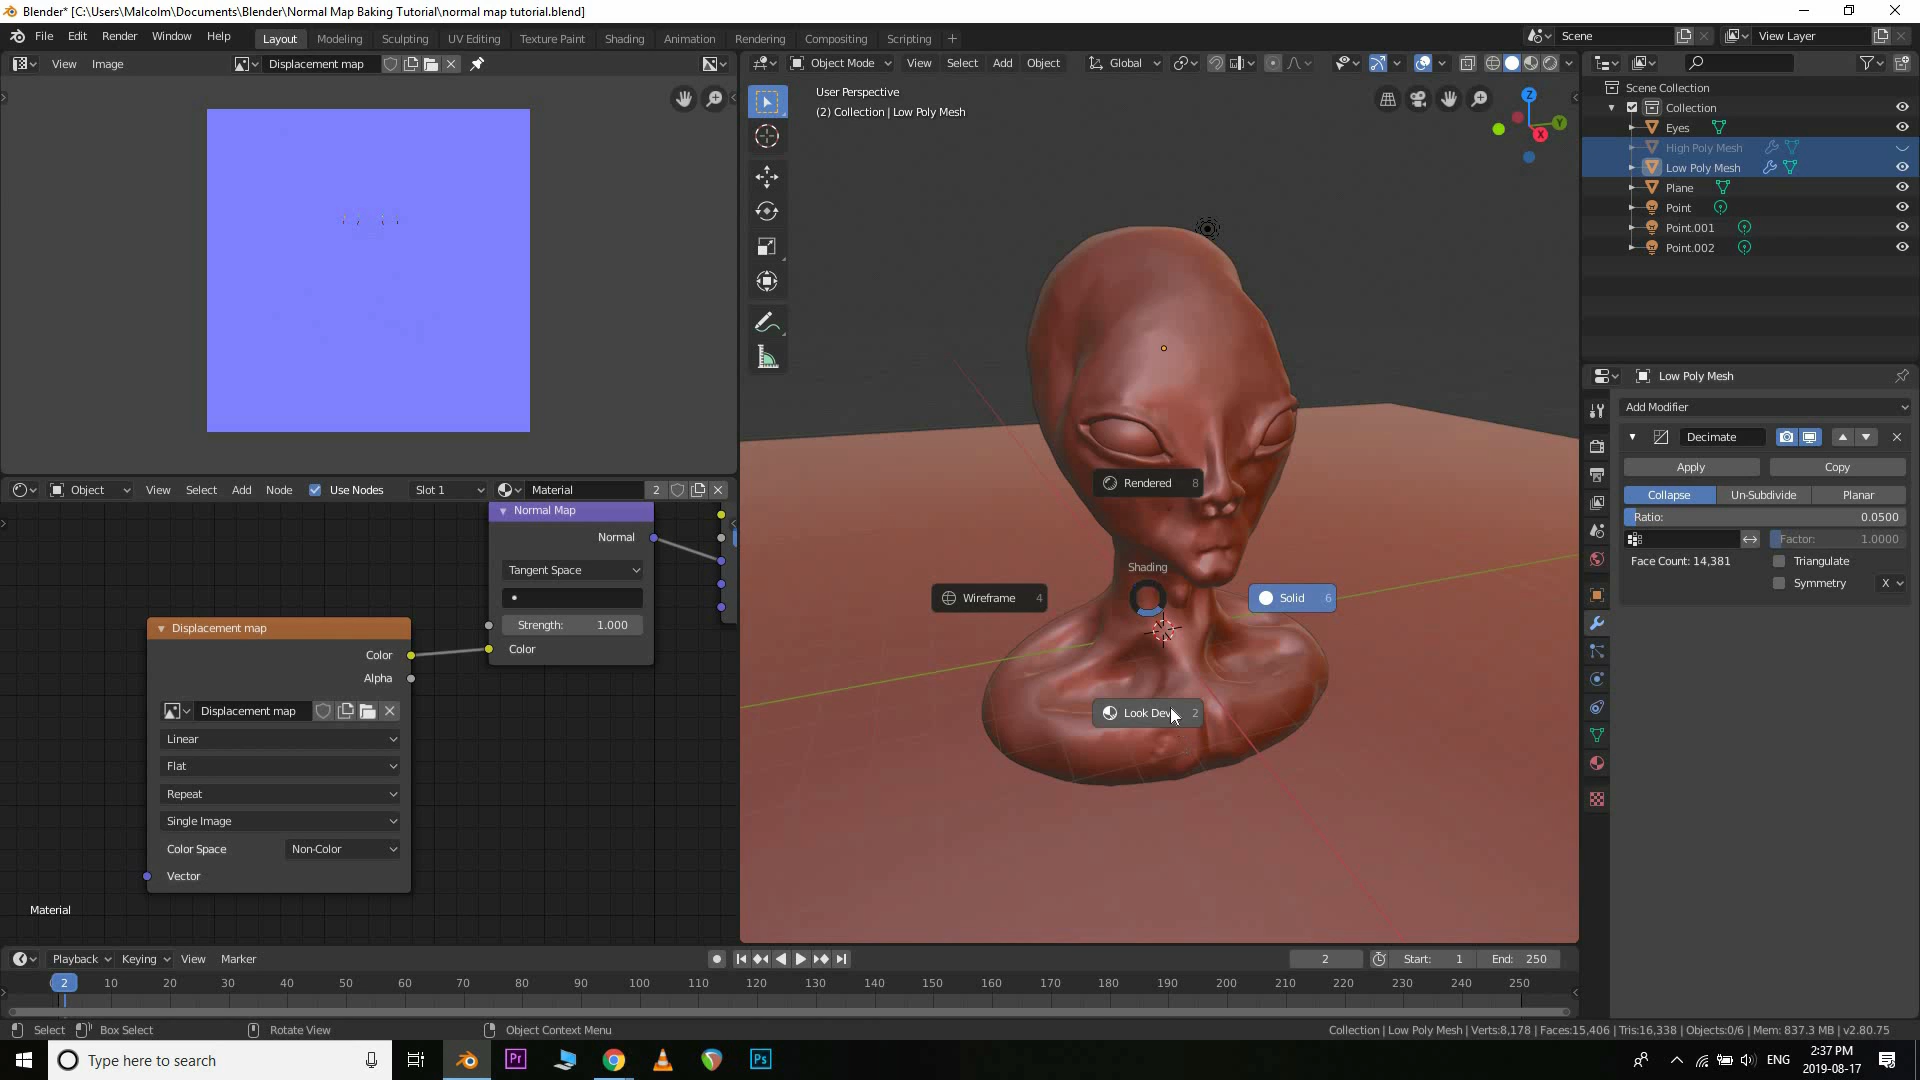 Blender* [C:\Users\Malcolm\Documents\Blender\Normal Map Baking Tutorial\normal map tutorial.blend]
File Edit Render Window Help Layout Modeling Sculpting UV Editing Texture Paint Shading Animation Rendering Compositing Scripting + Scene View Layer
View Image Displacement map
Object Mode View Select Add Object Global
User Perspective
(2) Collection | Low Poly Mesh
Z
Y
X
Scene Collection
Collection
Eyes
High Poly Mesh
Low Poly Mesh
Plane
Point
Point.001
Point.002
Low Poly Mesh
Add Modifier
Decimate
Apply Copy
Collapse Un-Subdivide Planar
Ratio: 0.0500
Factor: 1.0000
Face Count: 14,381 Triangulate
Symmetry X
Rendered 8
Shading
Wireframe 4
Solid 6
Look Dev 2
Object View Select Add Node Use Nodes Slot 1 Material 2
Normal Map
Normal
Tangent Space
Strength: 1.000
Color
Displacement map
Color
Alpha
Displacement map
Linear
Flat
Repeat
Single Image
Color Space Non-Color
Vector
Material
Playback Keying View Marker 2 Start: 1 End: 250
2 10 20 30 40 50 60 70 80 90 100 110 120 130 140 150 160 170 180 190 200 210 220 230 240 250
Select Box Select Rotate View Object Context Menu Collection | Low Poly Mesh | Verts:8,178 | Faces:15,406 | Tris:16,338 | Objects:0/6 | Mem: 837.3 MB | v2.80.75
Type here to search Pr Ps ENG 2:37 PM
2019-08-17